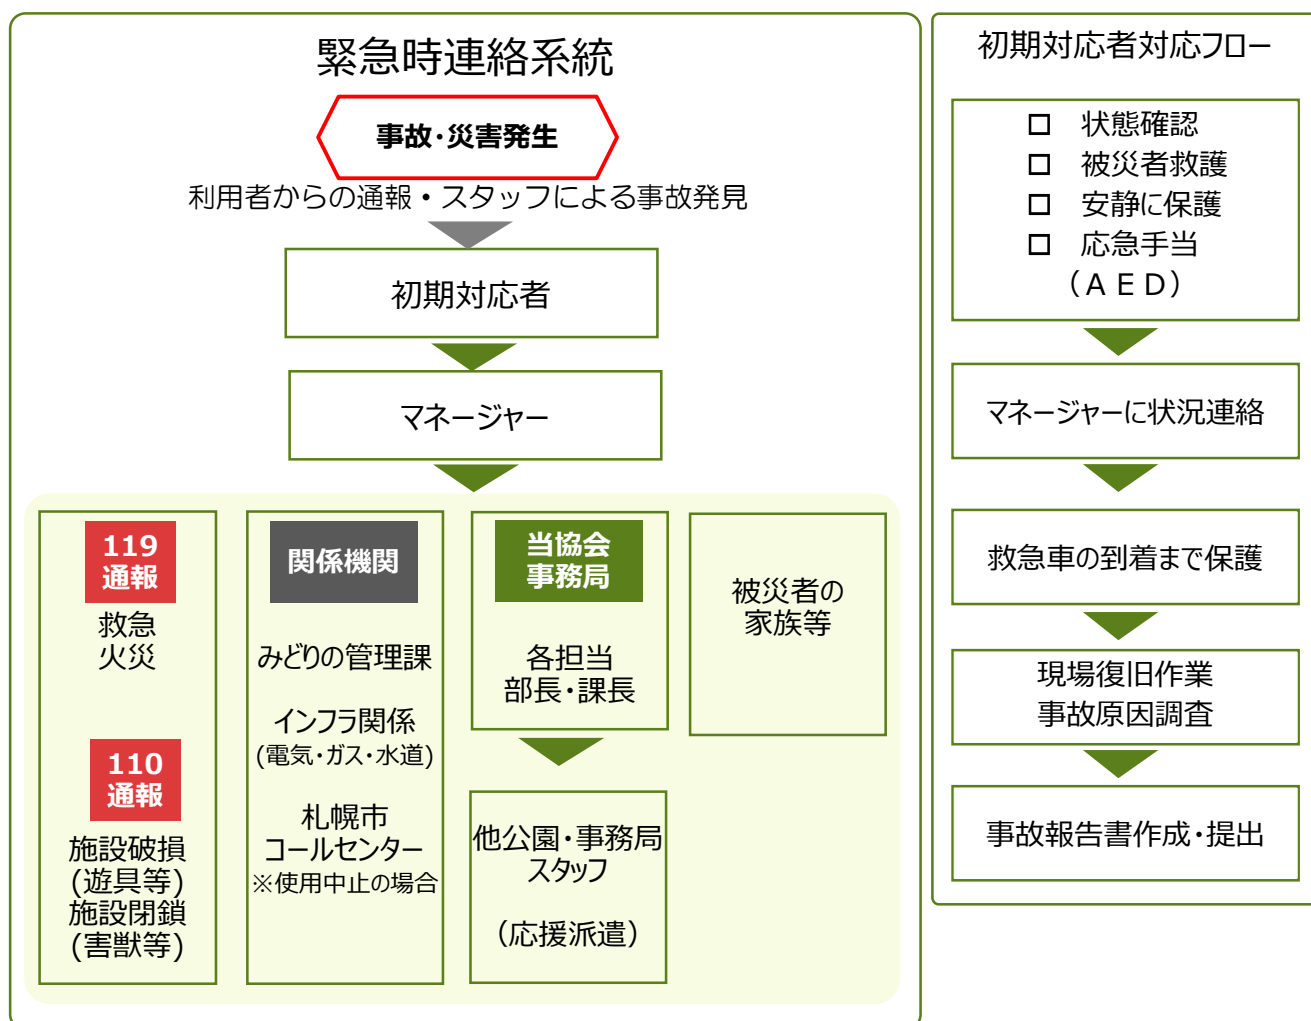 緊急時連絡系統
事故・災害発生
利用者からの通報・スタッフによる事故発見
初期対応者
マネージャー
119
通報
救急
火災
110
通報
施設破損
(遊具等)
施設閉鎖
(害獣等)
関係機関
みどりの管理課
インフラ関係
(電気・ガス・水道)
札幌市
コールセンター
※使用中止の場合
当協会
事務局
各担当
部長・課長
他公園・事務局
スタッフ
（応援派遣）
被災者の
家族等
初期対応者対応フロー
□ 状態確認
□ 被災者救護
□ 安静に保護
□ 応急手当
（ＡＥＤ）
マネージャーに状況連絡
救急車の到着まで保護
現場復旧作業
事故原因調査
事故報告書作成・提出